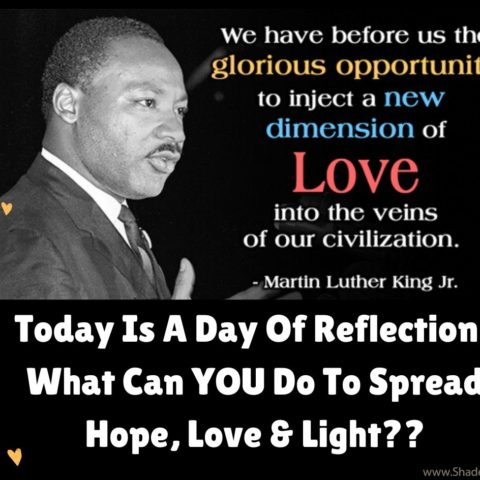 We have before us the
glorious opportunit
to inject a new
dimension of
Love
into the veins
of our civilization.
- Martin Luther King Jr.
Today Is A Day Of Reflection
What Can YOU Do To Spread
Hope, Love & Light??
www.Shade